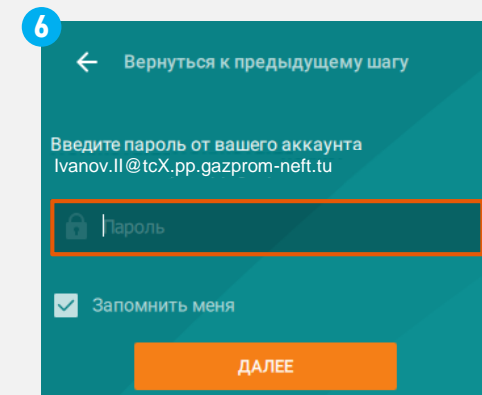 6
Вернуться к предыдущему шагу
Введите пароль от вашего аккаунта
Ivanov.II@tcX.pp.gazprom-neft.tu
Пароль
Запомнить меня
ДАЛЕЕ